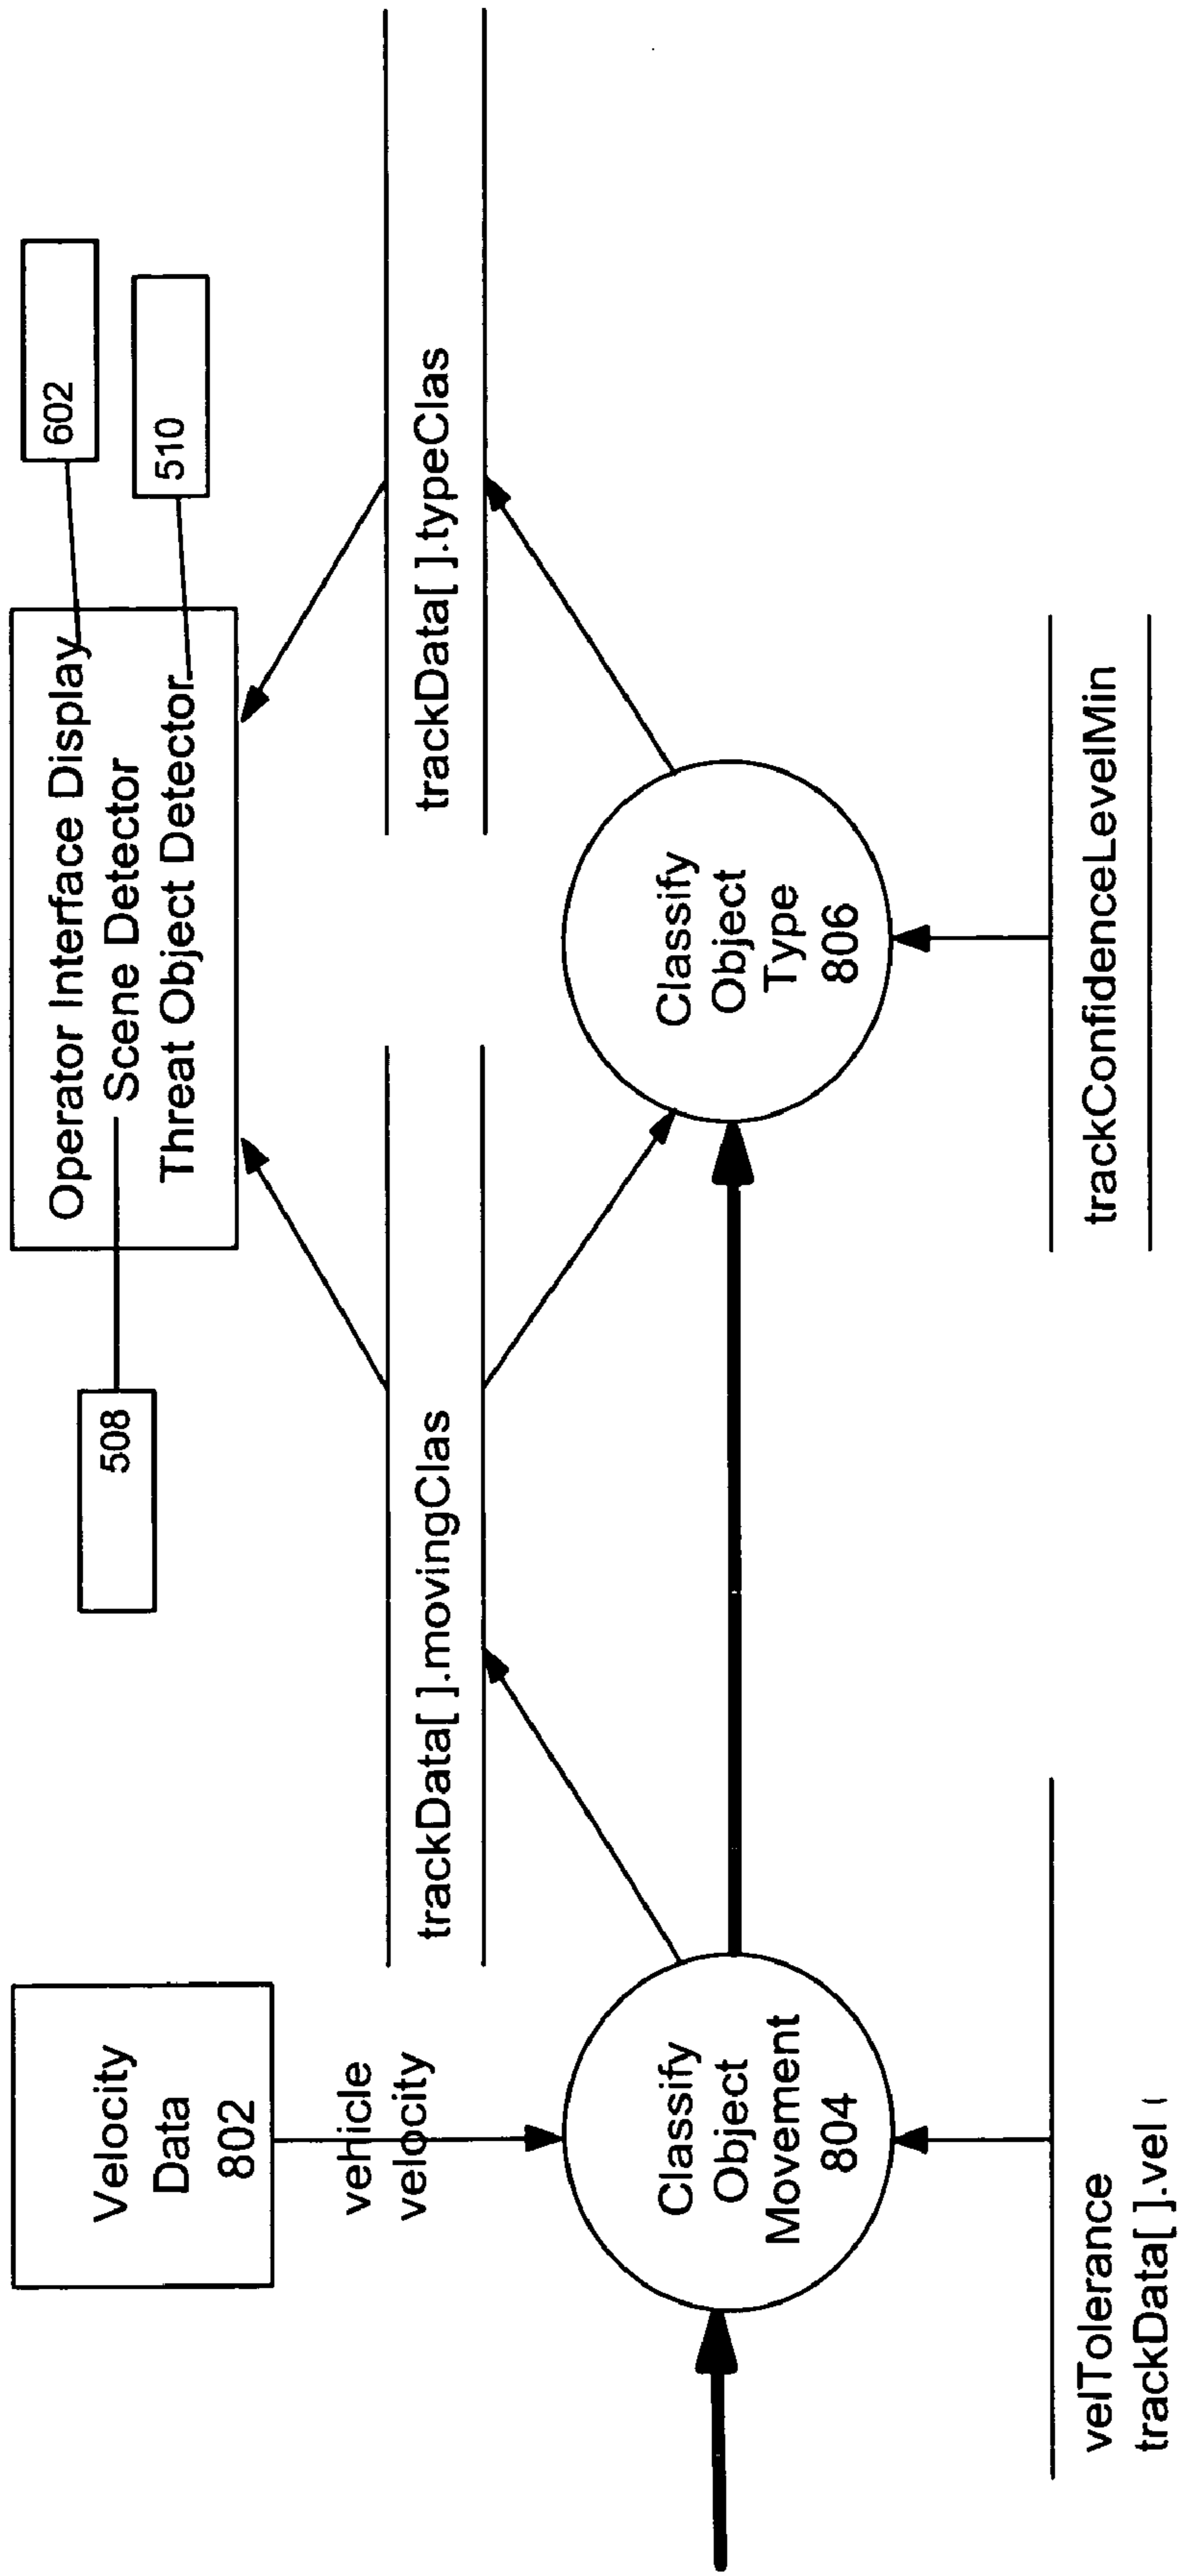 Velocity
Data
802
vehicle
velocity
Classify
Object
Movement
804
velTolerance
trackData[ ].vel (
trackData[ ].movingClas
508
Operator Interface Display
Scene Detector
Threat Object Detector
602
510
trackData[ ].typeClas
Classify
Object
Type
806
trackConfidenceLevelMin